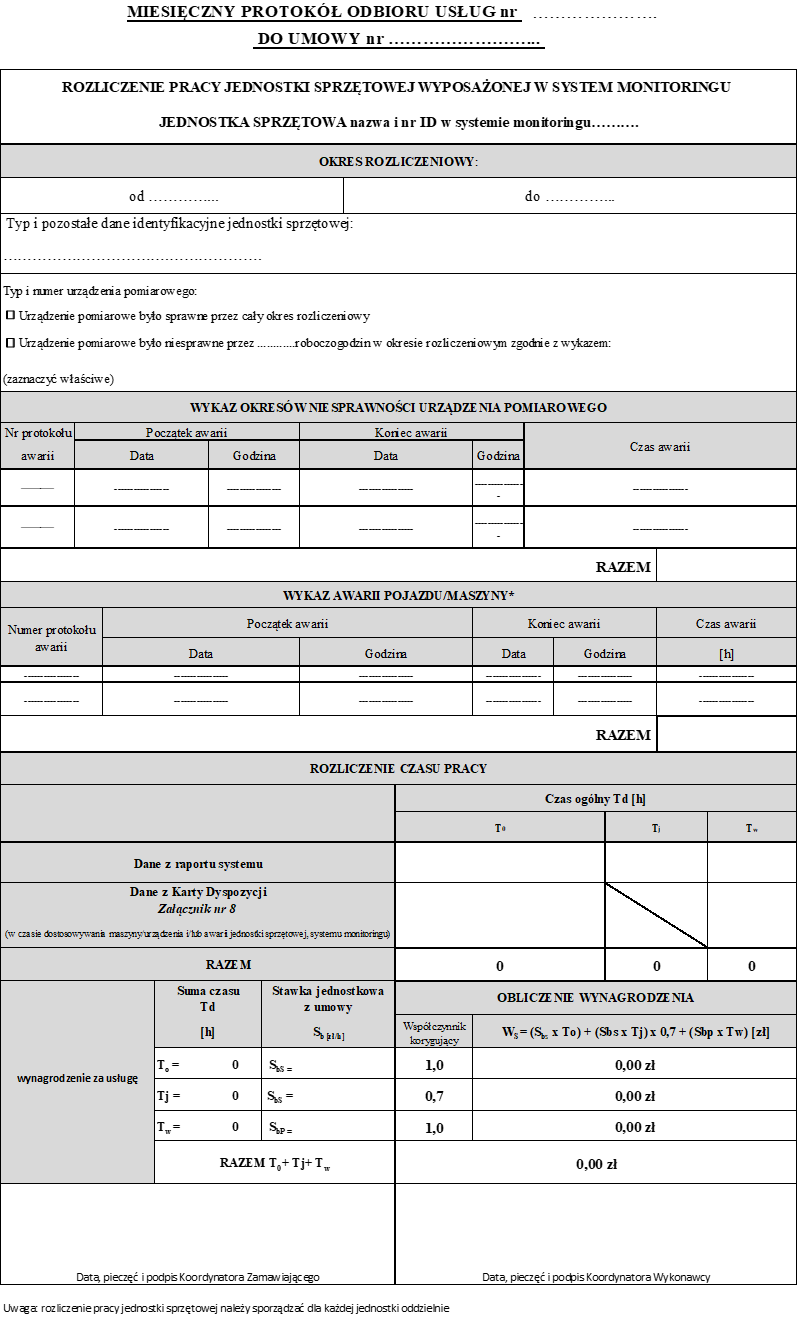 MIESIĘCZNY PROTOKÓŁ ODBIORU USŁUG nr ………………….
DO UMOWY nr ……………………..
ROZLICZENIE PRACY JEDNOSTKI SPRZĘTOWEJ WYPOSAŻONEJ W SYSTEM MONITORINGU
JEDNOSTKA SPRZĘTOWA nazwa i nr ID w systemie monitoringu……….
OKRES ROZLICZENIOWY:
od …………... do …………..
Typ i pozostałe dane identyfikacyjne jednostki sprzętowej:
………………………………………………
Typ i numer urządzenia pomiarowego:
☐ Urządzenie pomiarowe było sprawne przez cały okres rozliczeniowy
☐ Urządzenie pomiarowe było niesprawne przez ............roboczogodzin w okresie rozliczeniowym zgodnie z wykazem:
(zaznaczyć właściwe)
WYKAZ OKRESÓW NIESPRAWNOŚCI URZĄDZENIA POMIAROWEGO
Nr protokołu awarii Początek awarii Koniec awarii Czas awarii
Data Godzina Data Godzina
——— ---------------- ---------------- ---------------- ---------------- ----------------
——— ---------------- ---------------- ---------------- ---------------- ----------------
RAZEM
WYKAZ AWARII POJAZDU/MASZYNY*
Numer protokołu awarii Początek awarii Koniec awarii Czas awarii
Data Godzina Data Godzina [h]
---------------- ---------------- ---------------- ---------------- ---------------- ----------------
---------------- ---------------- ---------------- ---------------- ---------------- ----------------
RAZEM
ROZLICZENIE CZASU PRACY
Czas ogólny Td [h]
T0 Tj Tw
Dane z raportu systemu
Dane z Karty Dyspozycji
Załącznik nr 8
(w czasie dostosowywania maszyny/urządzenia i/lub awarii jednostki sprzętowej, systemu monitoringu)
RAZEM 0 0 0
wynagrodzenie za usługę
Suma czasu Td [h]
Stawka jednostkowa z umowy
Sb [zł/h]
OBLICZENIE WYNAGRODZENIA
Współczynnik korygujący
WS = (Sbs x To) + (Sbs x Tj) x 0,7 + (Sbp x Tw) [zł]
To = 0 SbS = 1,0 0,00 zł
Tj = 0 SbS = 0,7 0,00 zł
Tw = 0 SbP = 1,0 0,00 zł
RAZEM T0+ Tj+ Tw 0,00 zł
Data, pieczęć i podpis Koordynatora Zamawiającego
Data, pieczęć i podpis Koordynatora Wykonawcy
Uwaga: rozliczenie pracy jednostki sprzętowej należy sporządzać dla każdej jednostki oddzielnie